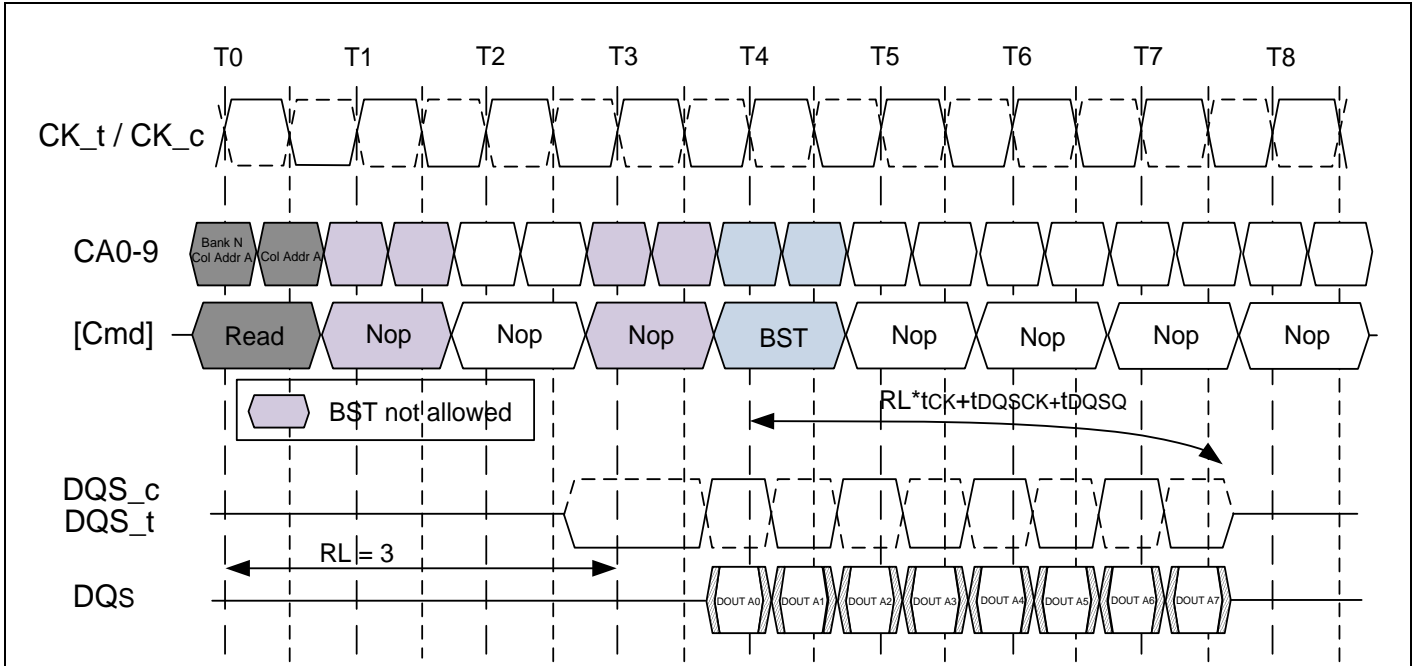 T0 T1 T2 T3 T4 T5 T6 T7 T8
CK_t / CK_c
CA0-9
Bank N
Col Addr A
Col Addr A
[Cmd]
Read Nop Nop Nop BST Nop Nop Nop Nop
BST not allowed
RL*tCK+tDQSCK+tDQSQ
DQS_c
DQS_t
RL = 3
DQs
DOUT A0 DOUT A1 DOUT A2 DOUT A3 DOUT A4 DOUT A5 DOUT A6 DOUT A7